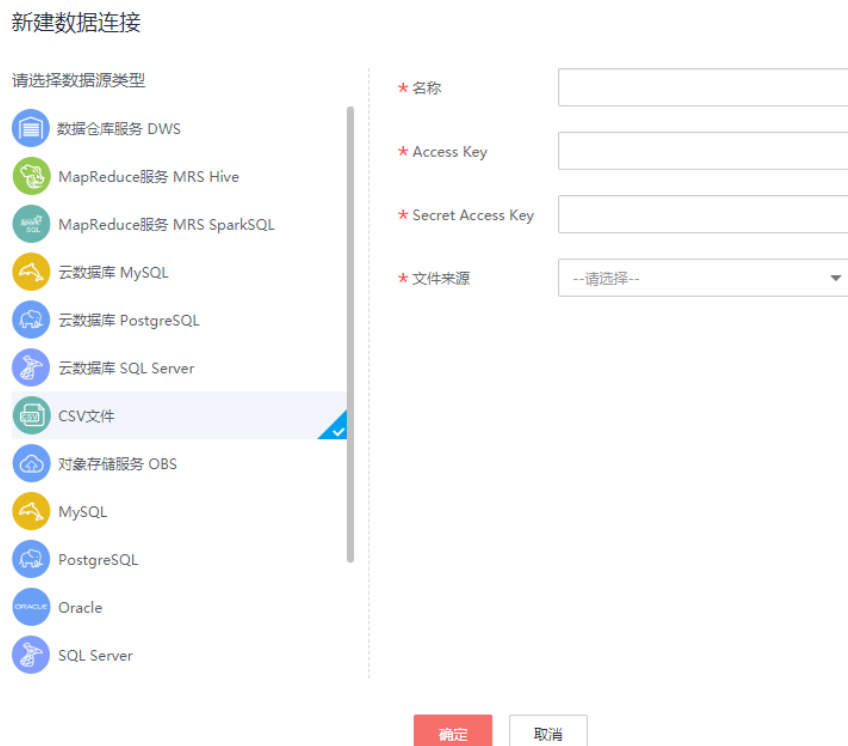 新建数据连接
请选择数据源类型
数据仓库服务 DWS
MapReduce服务 MRS Hive
Spark SQL
MapReduce服务 MRS SparkSQL
云数据库 MySQL
云数据库 PostgreSQL
云数据库 SQL Server
CSV
CSV文件
对象存储服务 OBS
MySQL
PostgreSQL
ORACLE
Oracle
SQL Server
* 名称
* Access Key
* Secret Access Key
* 文件来源
--请选择--
确定
取消